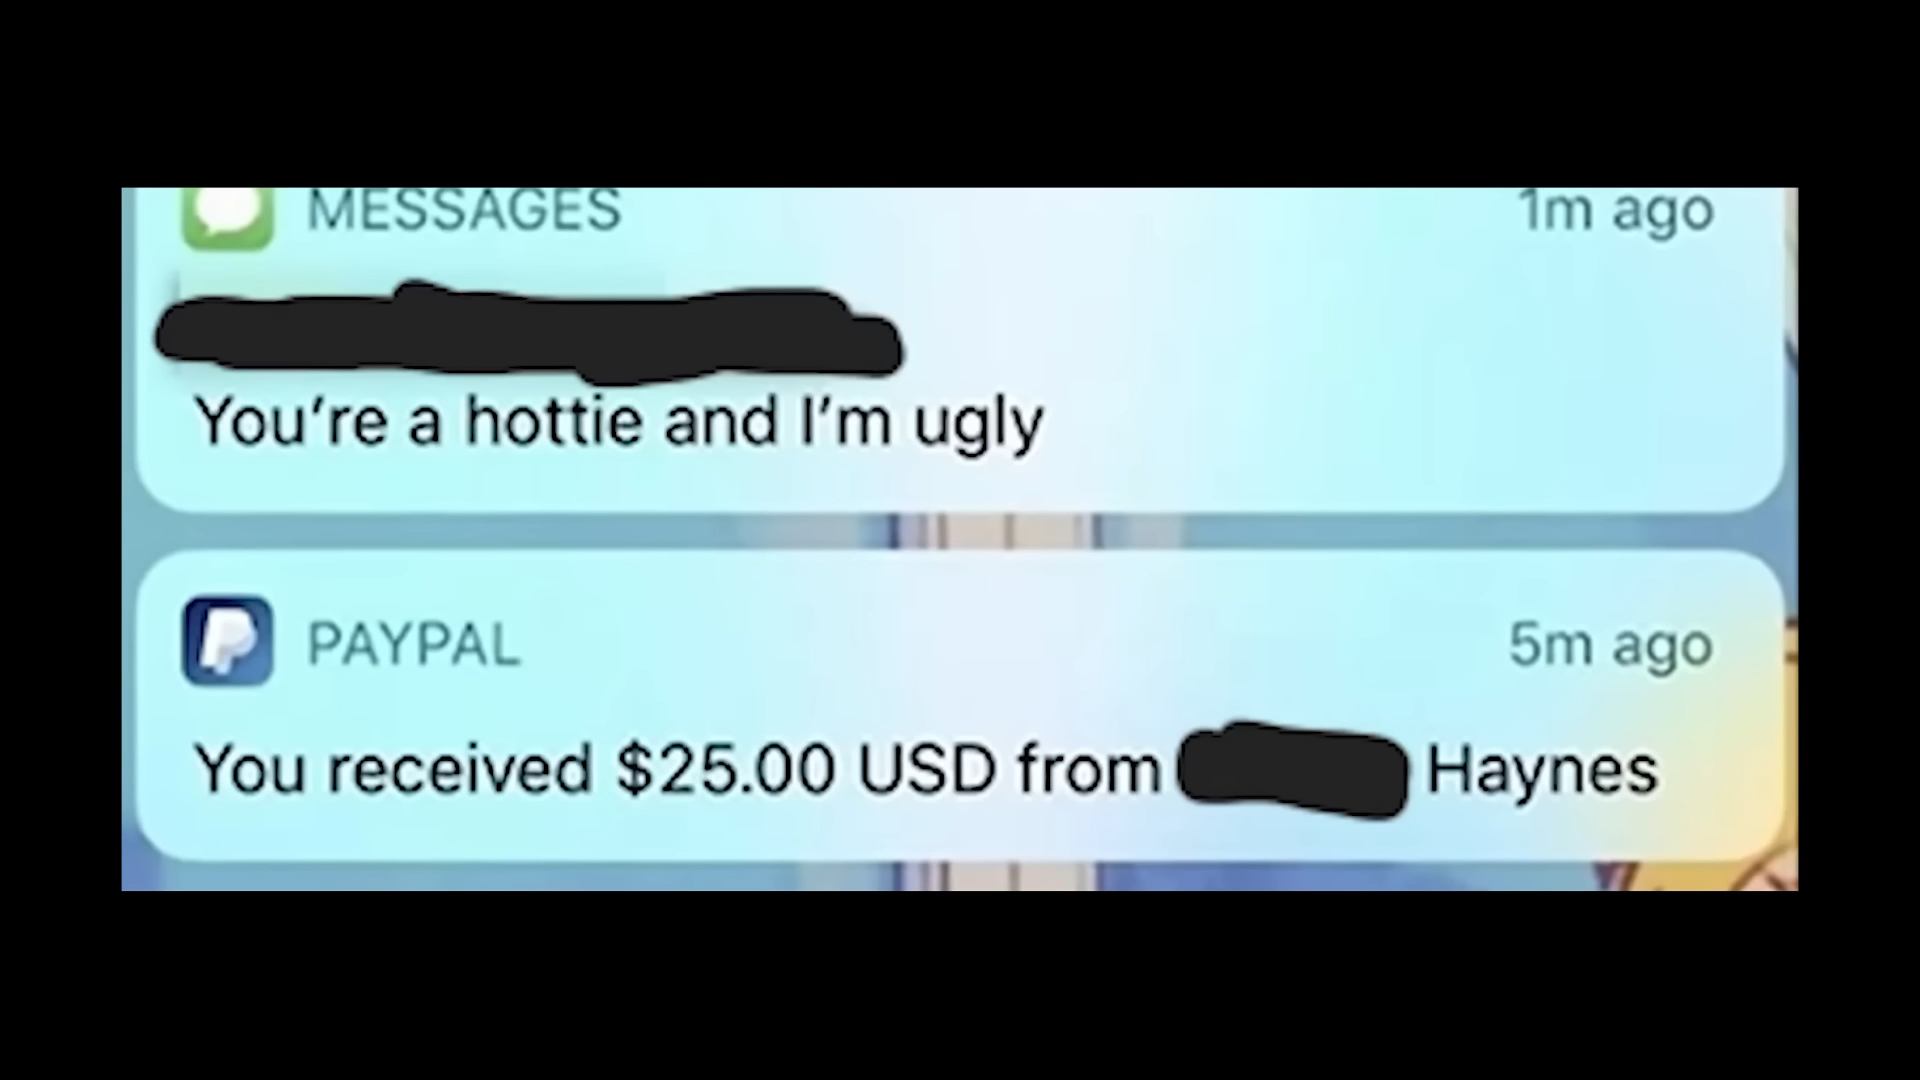 MESSAGES 1m ago
You're a hottie and I'm ugly
PAYPAL 5m ago
You received $25.00 USD from Haynes